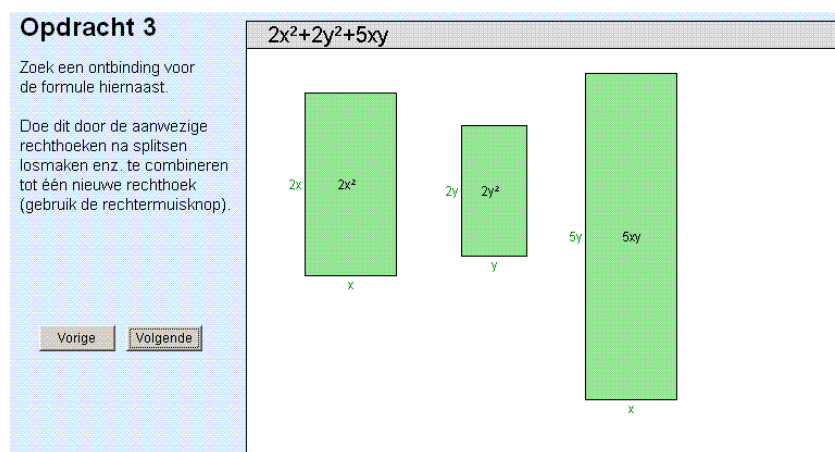 Opdracht 3
Zoek een ontbinding voor
de formule hiernaast.
Doe dit door de aanwezige
rechthoeken na splitsen
losmaken enz. te combineren
tot één nieuwe rechthoek
(gebruik de rechtermuisknop).
Vorige
Volgende
2x²+2y²+5xy
2x
2x²
x
2y
2y²
y
5y
5xy
x